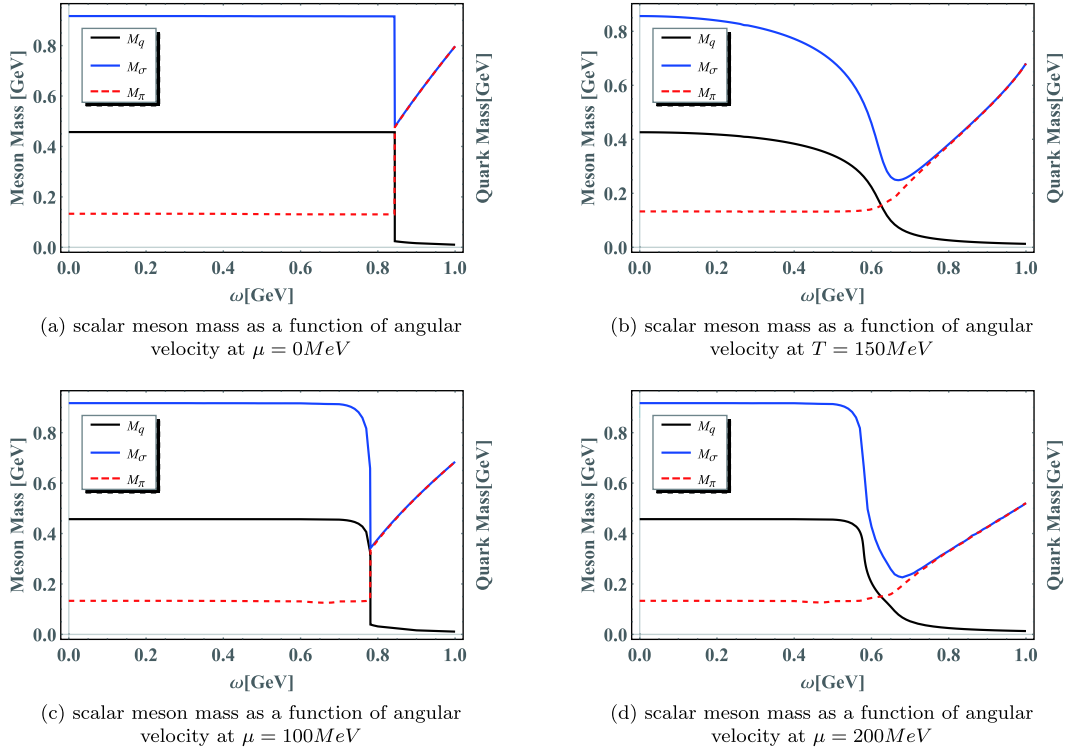 Meson Mass [GeV]
0.8
0.6
0.4
0.2
0.0
M_q
M_σ
M_π
Quark Mass[GeV]
0.0 0.2 0.4 0.6 0.8 1.0
ω[GeV]
(a) scalar meson mass as a function of angular
velocity at μ = 0MeV
Meson Mass [GeV]
0.8
0.6
0.4
0.2
0.0
M_q
M_σ
M_π
Quark Mass[GeV]
0.0 0.2 0.4 0.6 0.8 1.0
ω[GeV]
(b) scalar meson mass as a function of angular
velocity at T = 150MeV
Meson Mass [GeV]
0.8
0.6
0.4
0.2
0.0
M_q
M_σ
M_π
Quark Mass[GeV]
0.0 0.2 0.4 0.6 0.8 1.0
ω[GeV]
(c) scalar meson mass as a function of angular
velocity at μ = 100MeV
Meson Mass [GeV]
0.8
0.6
0.4
0.2
0.0
M_q
M_σ
M_π
Quark Mass[GeV]
0.0 0.2 0.4 0.6 0.8 1.0
ω[GeV]
(d) scalar meson mass as a function of angular
velocity at μ = 200MeV